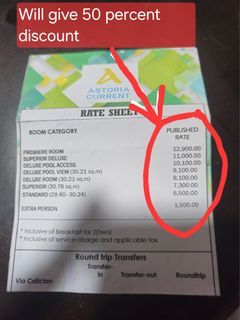 Will give 50 percent
discount
ASTORIA
CURRENT
RATE SHEET
ROOM CATEGORY
PUBLISHED
RATE
PREMIERE ROOM 12,900.00
SUPERIOR DELUXE 11,000.00
DELUXE POOL ACCESS 10,100.00
DELUXE POOL VIEW (30.21 sq.m) 9,100.00
DELUXE ROOM (30.21 sq.m) 8,100.00
SUPERIOR (30.76 sq.m) 7,300.00
STANDARD (29.40 -30.24) 6,500.00
EXTRA PERSON 1,500.00
* Inclusive of Breakfast for 2(two)
* Inclusive of service charge and applicable tax
Round trip Transfers
Via Caticlan
Transfer-
in
Transfer-out
Roundtrip